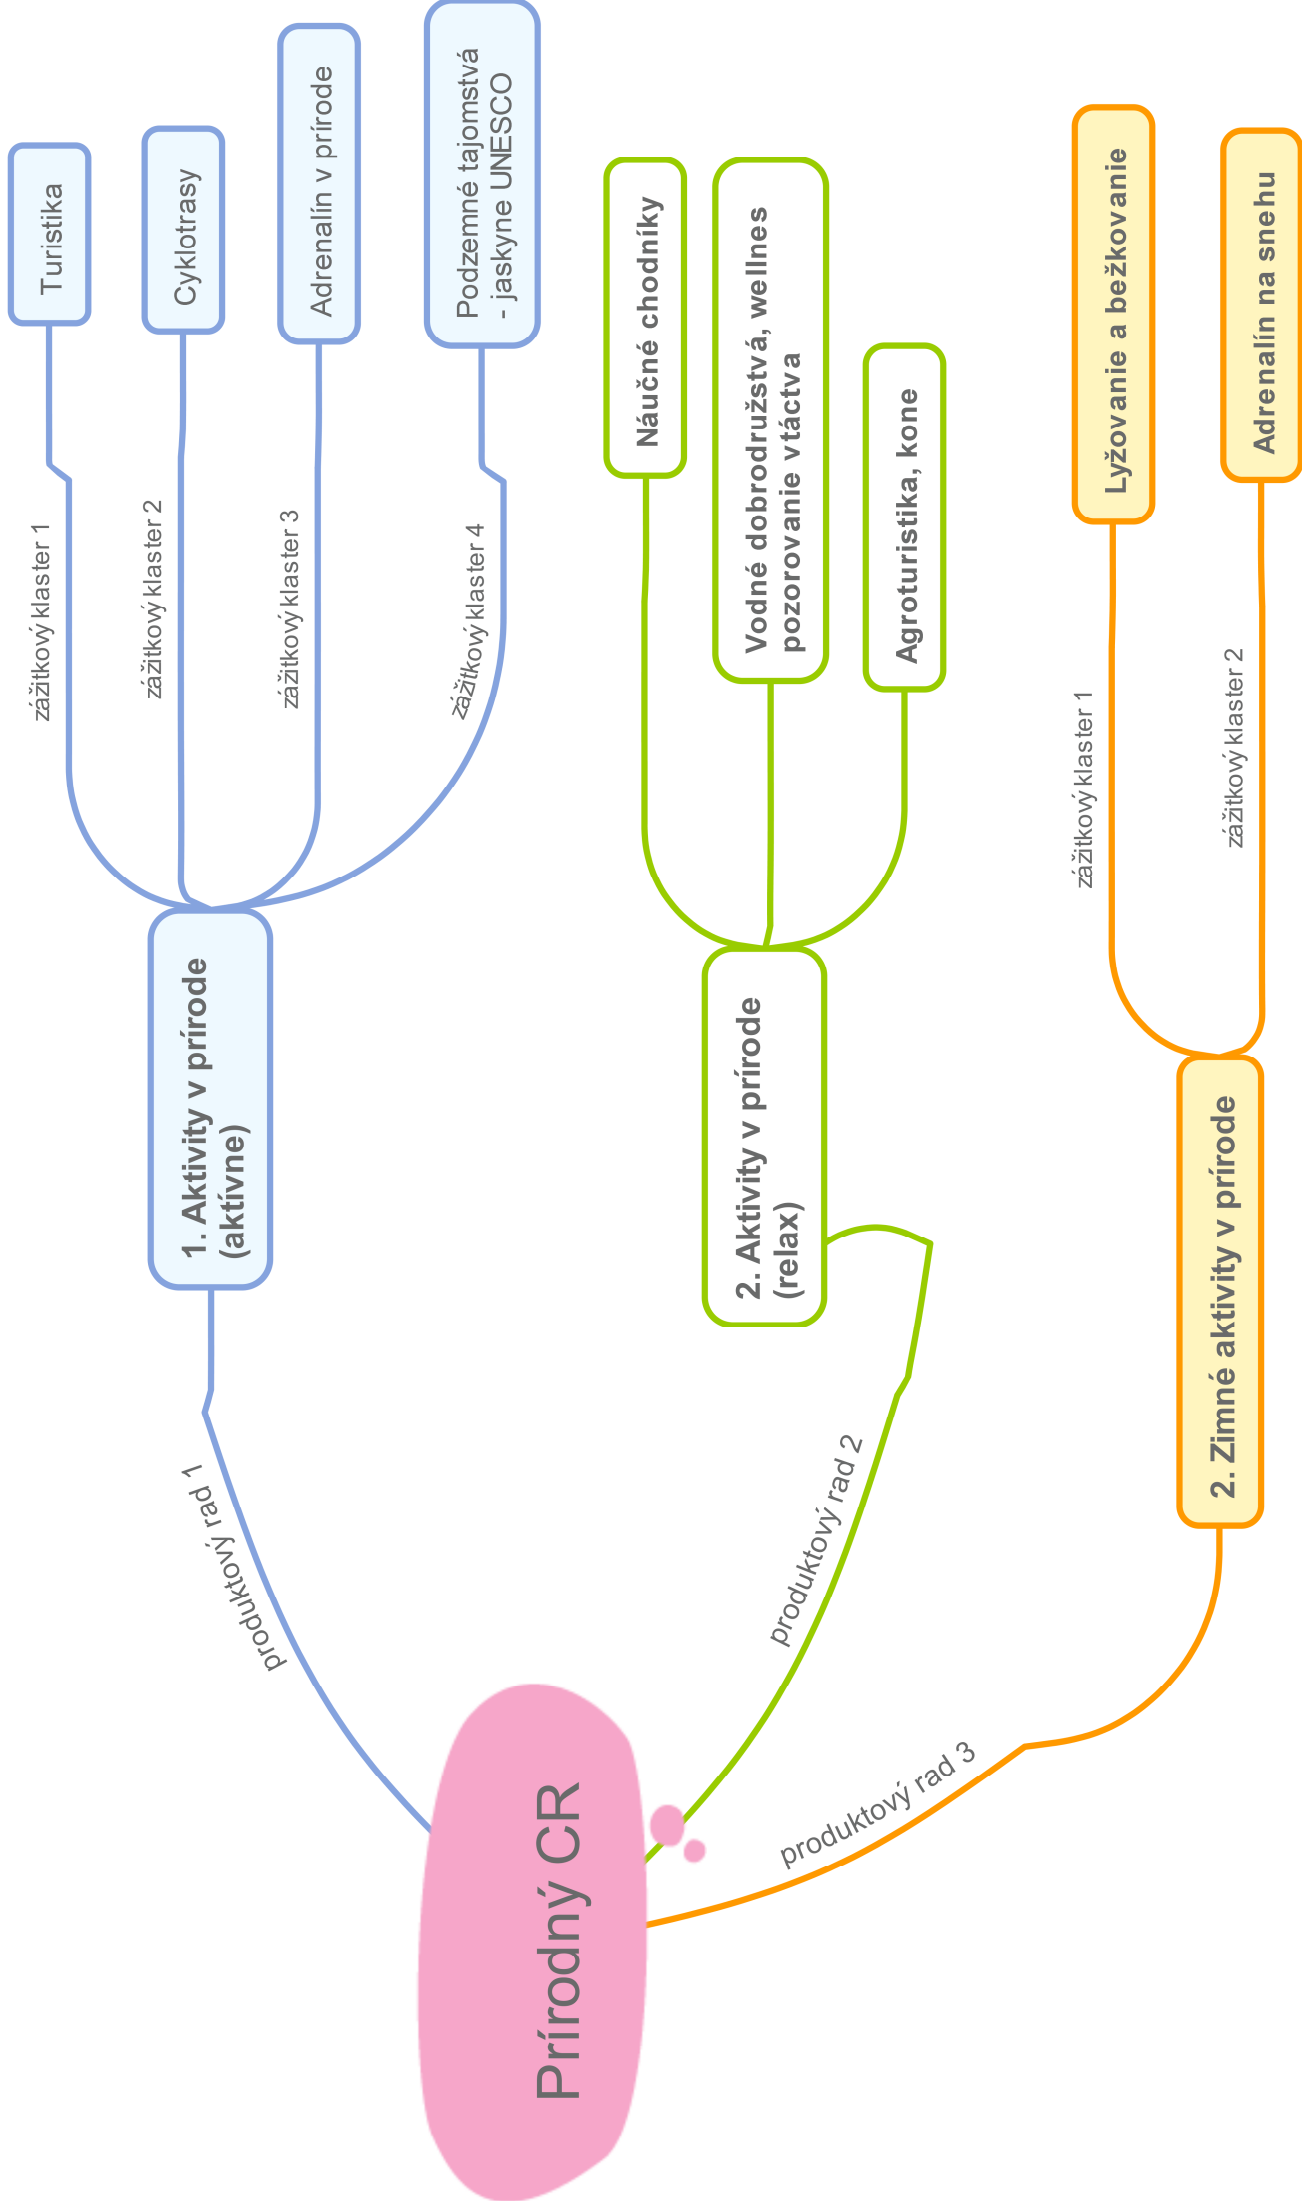 Prírodný CR
produktový rad 1
1. Aktivity v prírode
(aktívne)
zážitkový klaster 1
Turistika
zážitkový klaster 2
Cyklotrasy
zážitkový klaster 3
Adrenalín v prírode
zážitkový klaster 4
Podzemné tajomstvá
- jaskyne UNESCO
produktový rad 2
2. Aktivity v prírode
(relax)
Náučné chodníky
Vodné dobrodružstvá, wellnes
pozorovanie vtáctva
Agroturistika, kone
produktový rad 3
2. Zimné aktivity v prírode
zážitkový klaster 1
Lyžovanie a bežkovanie
zážitkový klaster 2
Adrenalín na snehu